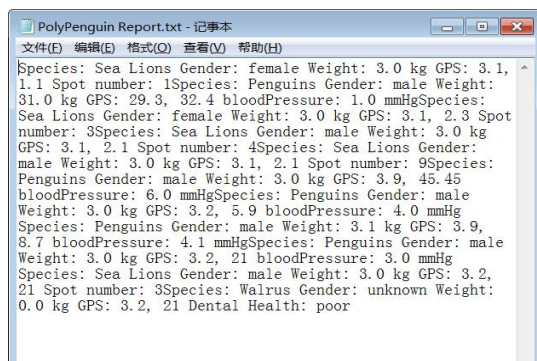 PolyPenguin Report.txt - 记事本
文件(F) 编辑(E) 格式(O) 查看(V) 帮助(H)
Species: Sea Lions Gender: female Weight: 3.0 kg GPS: 3.1,
1.1 Spot number: 1Species: Penguins Gender: male Weight:
31.0 kg GPS: 29.3, 32.4 bloodPressure: 1.0 mmHgSpecies:
Sea Lions Gender: female Weight: 3.0 kg GPS: 3.1, 2.3 Spot
number: 3Species: Sea Lions Gender: male Weight: 3.0 kg
GPS: 3.1, 2.1 Spot number: 4Species: Sea Lions Gender:
male Weight: 3.0 kg GPS: 3.1, 2.1 Spot number: 9Species:
Penguins Gender: male Weight: 3.0 kg GPS: 3.9, 45.45
bloodPressure: 6.0 mmHgSpecies: Penguins Gender: male
Weight: 3.0 kg GPS: 3.2, 5.9 bloodPressure: 4.0 mmHg
Species: Penguins Gender: male Weight: 3.1 kg GPS: 3.9,
8.7 bloodPressure: 4.1 mmHgSpecies: Penguins Gender: male
Weight: 3.0 kg GPS: 3.2, 21 bloodPressure: 3.0 mmHg
Species: Sea Lions Gender: male Weight: 3.0 kg GPS: 3.2,
21 Spot number: 3Species: Walrus Gender: unknown Weight:
0.0 kg GPS: 3.2, 21 Dental Health: poor